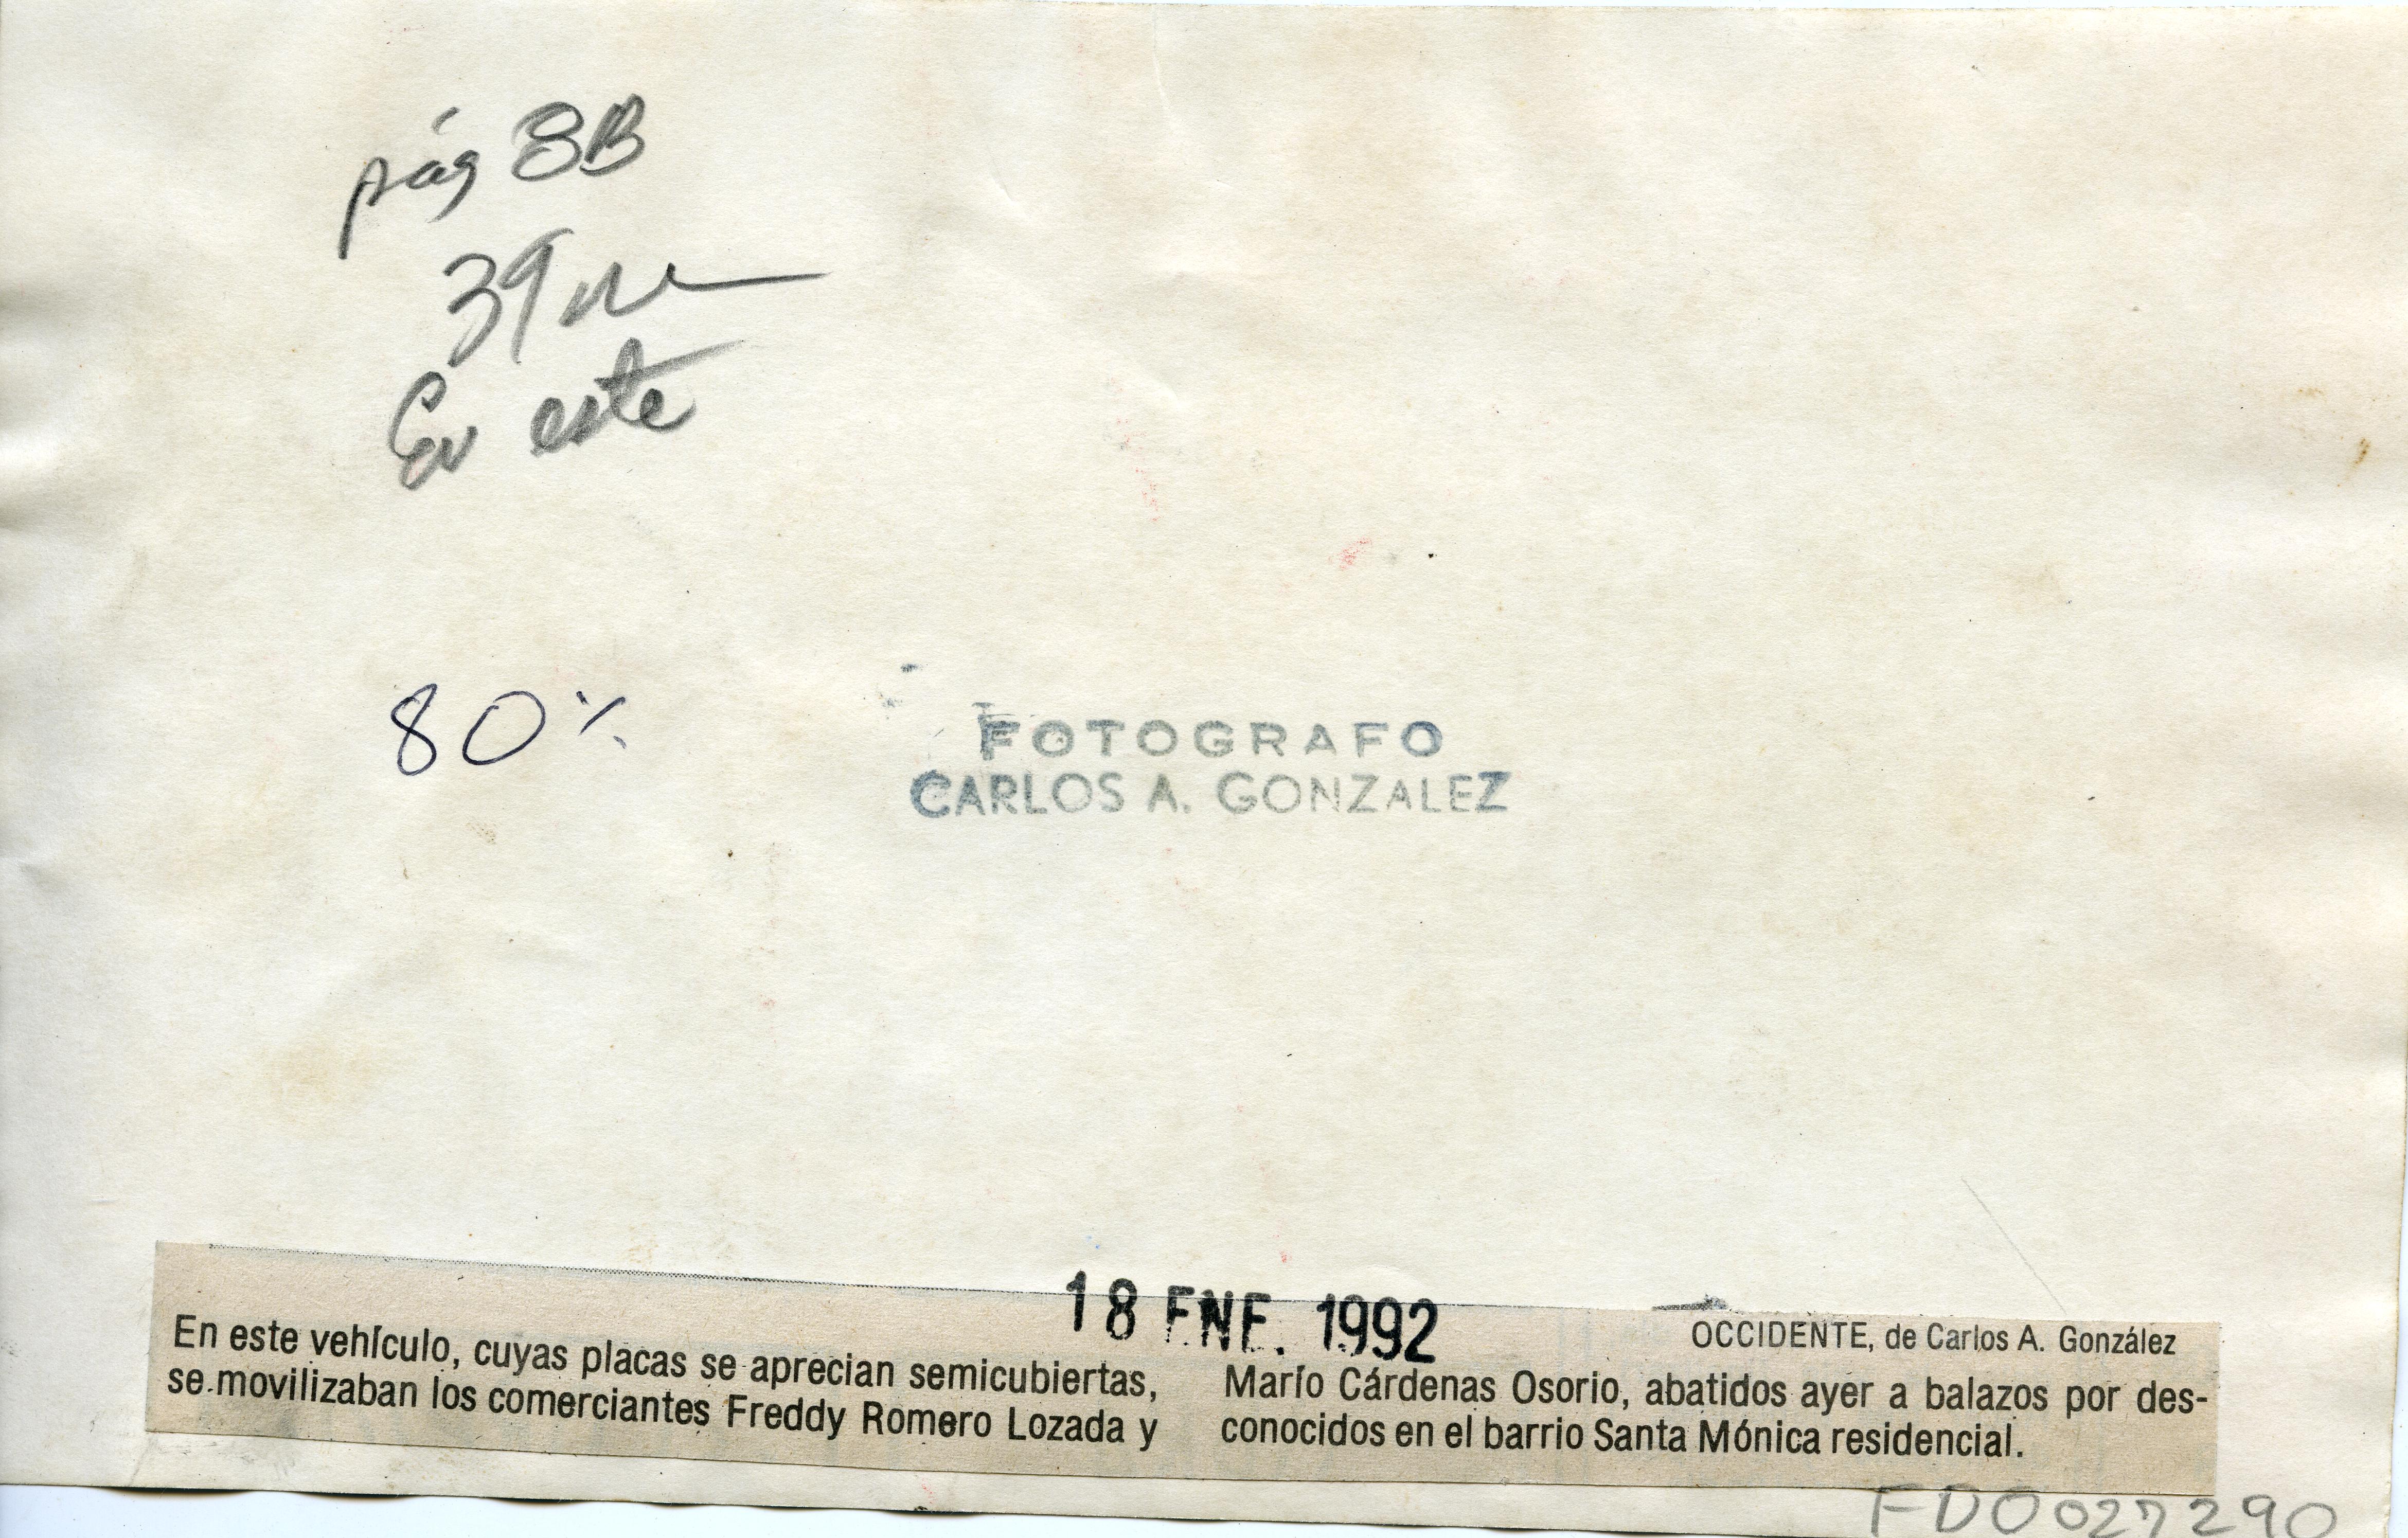 pág 8B
39
En este
80%
FOTOGRAFO
CARLOS A. GONZALEZ
18 ENE. 1992
OCCIDENTE, de Carlos A. González
En este vehículo, cuyas placas se aprecian semicubiertas,
se movilizaban los comerciantes Freddy Romero Lozada y
Marío Cárdenas Osorio, abatidos ayer a balazos por des-
conocidos en el barrio Santa Mónica residencial.
FD0027290